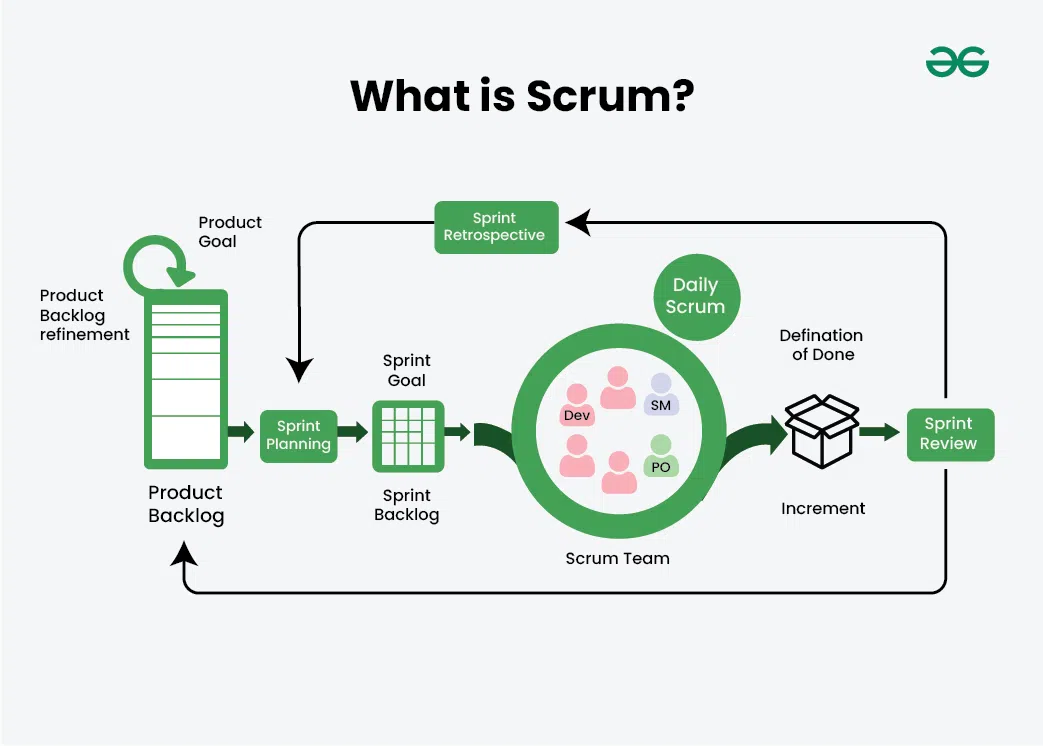 What is Scrum?
Sprint
Retrospective
Product
Goal
Daily
Scrum
Product
Backlog
refinement
Defination
of Done
Sprint
Goal
Dev
SM
Sprint
Planning
Sprint
Review
PO
Product
Backlog
Sprint
Backlog
Increment
Scrum Team